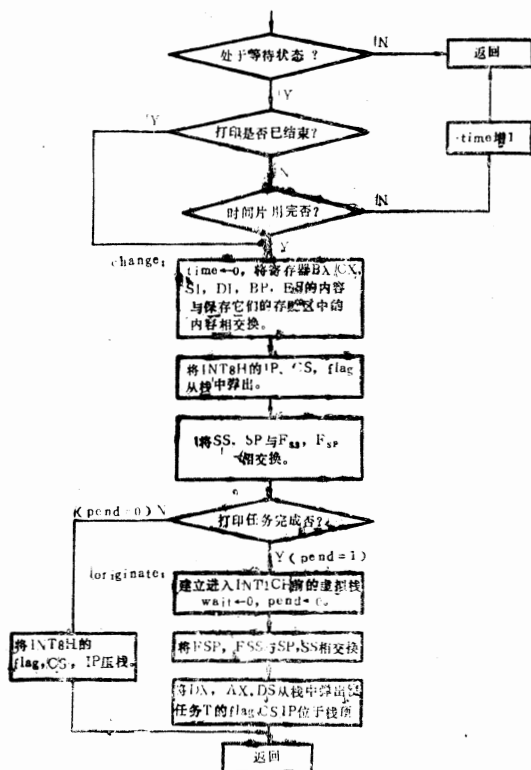 处于等待状态？
N
返回
Y
打印是否已结束？
Y
time增1
N
时间片用完否？
N
Y
change:
time←0，将寄存器BX、CX、
SI，DI，BP，ES的内容
与保存它们的存贮区中的
内容相交换。
将INT8H的IP、CS，flag
从栈中弹出。
将SS、SP与Fss，FSP
相交换。
(pend=0) N
打印任务完成否？
Y(pend=1)
originate:
建立进入INT1CH前的虚拟栈
wait←0，pend←0。
将INT8H的
flag,CS，IP压栈。
将FSP，FSS与SP,SS相交换
将DX，AX,DS从栈中弹出
任务T的flag CS IP位于栈顶
返回